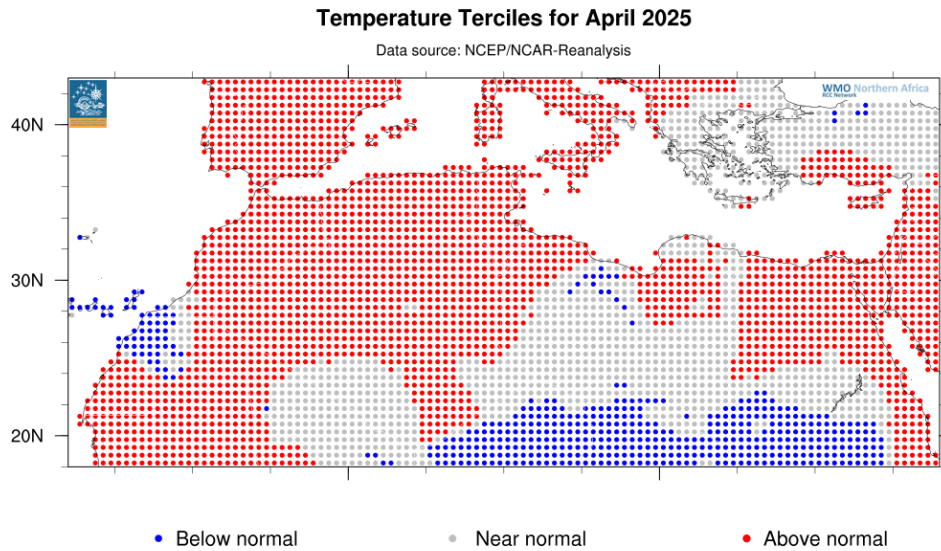 Temperature Terciles for April 2025
Data source: NCEP/NCAR-Reanalysis
WMO Northern Africa
RCC Network
40N
30N
20N
Below normal
Near normal
Above normal